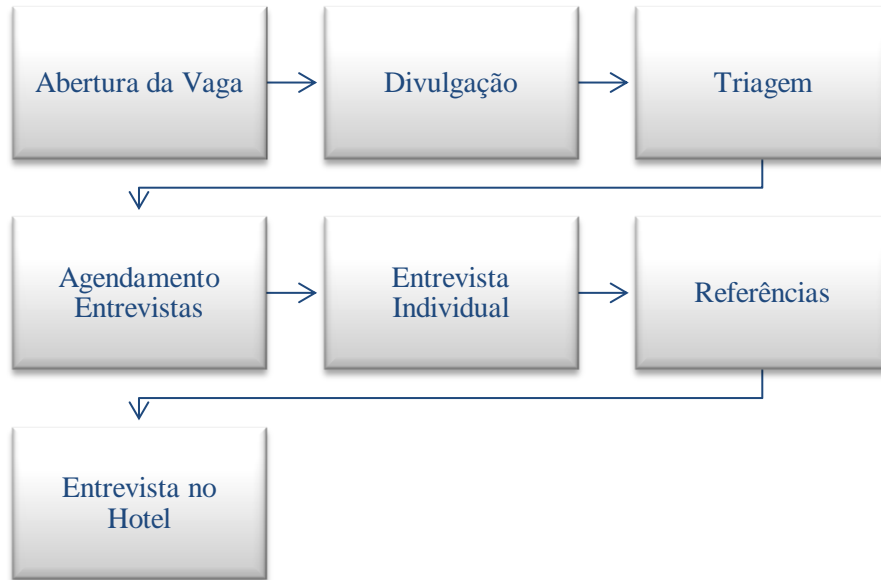 Abertura da Vaga
Divulgação
Triagem
Agendamento
Entrevistas
Entrevista
Individual
Referências
Entrevista no
Hotel